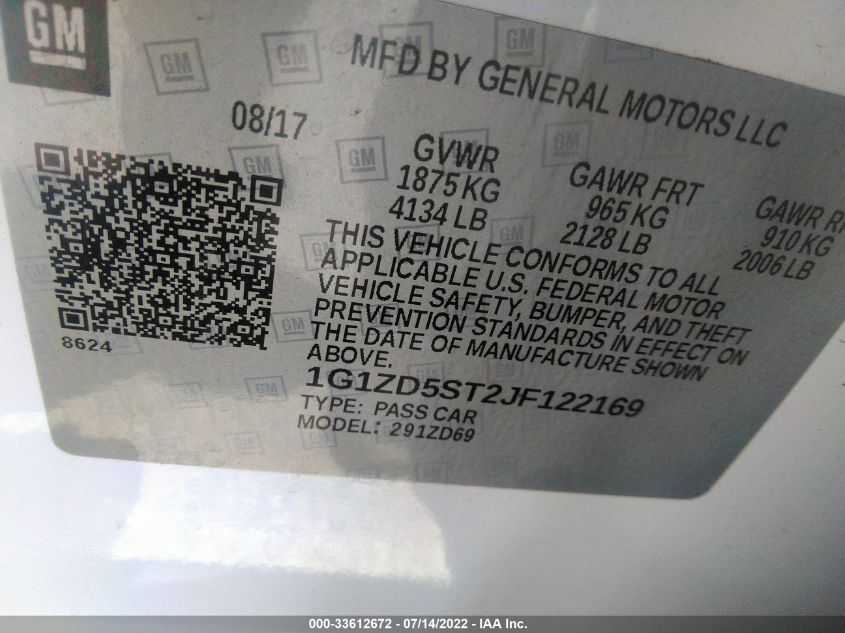 GM
MFD BY GENERAL MOTORS LLC
08/17
GVWR
1875 KG
4134 LB
GAWR FRT
965 KG
2128 LB
GAWR
910 KG
2006 LB
THIS VEHICLE CONFORMS TO ALL
APPLICABLE U.S. FEDERAL MOTOR
VEHICLE SAFETY, BUMPER, AND THEFT
PREVENTION STANDARDS IN EFFECT ON
THE DATE OF MANUFACTURE SHOWN
ABOVE.
8624
1G1ZD5ST2JF122169
TYPE: PASS CAR
MODEL: 291ZD69
000-33612672 - 07/14/2022 - IAA Inc.